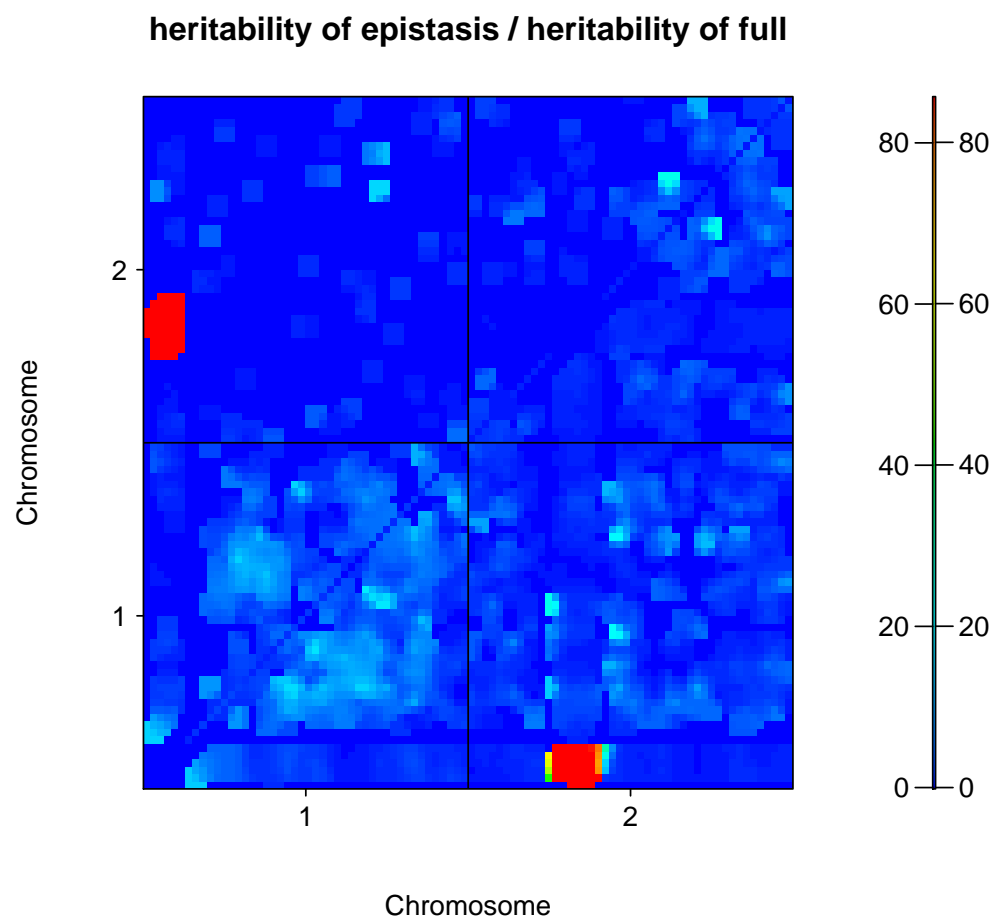 heritability of epistasis / heritability of full
80 80
2
60 60
Chromosome
40 40
20 20
1
0 0
1 2
Chromosome